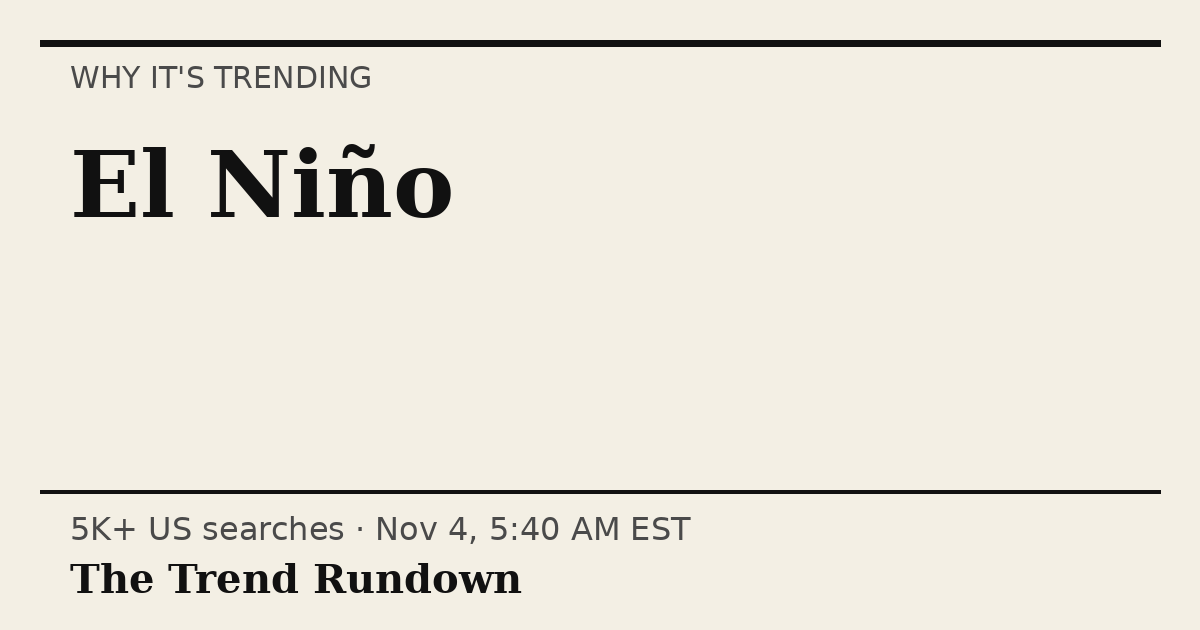 WHY IT'S TRENDING
El Niño
5K+ US searches · Nov 4, 5:40 AM EST
The Trend Rundown